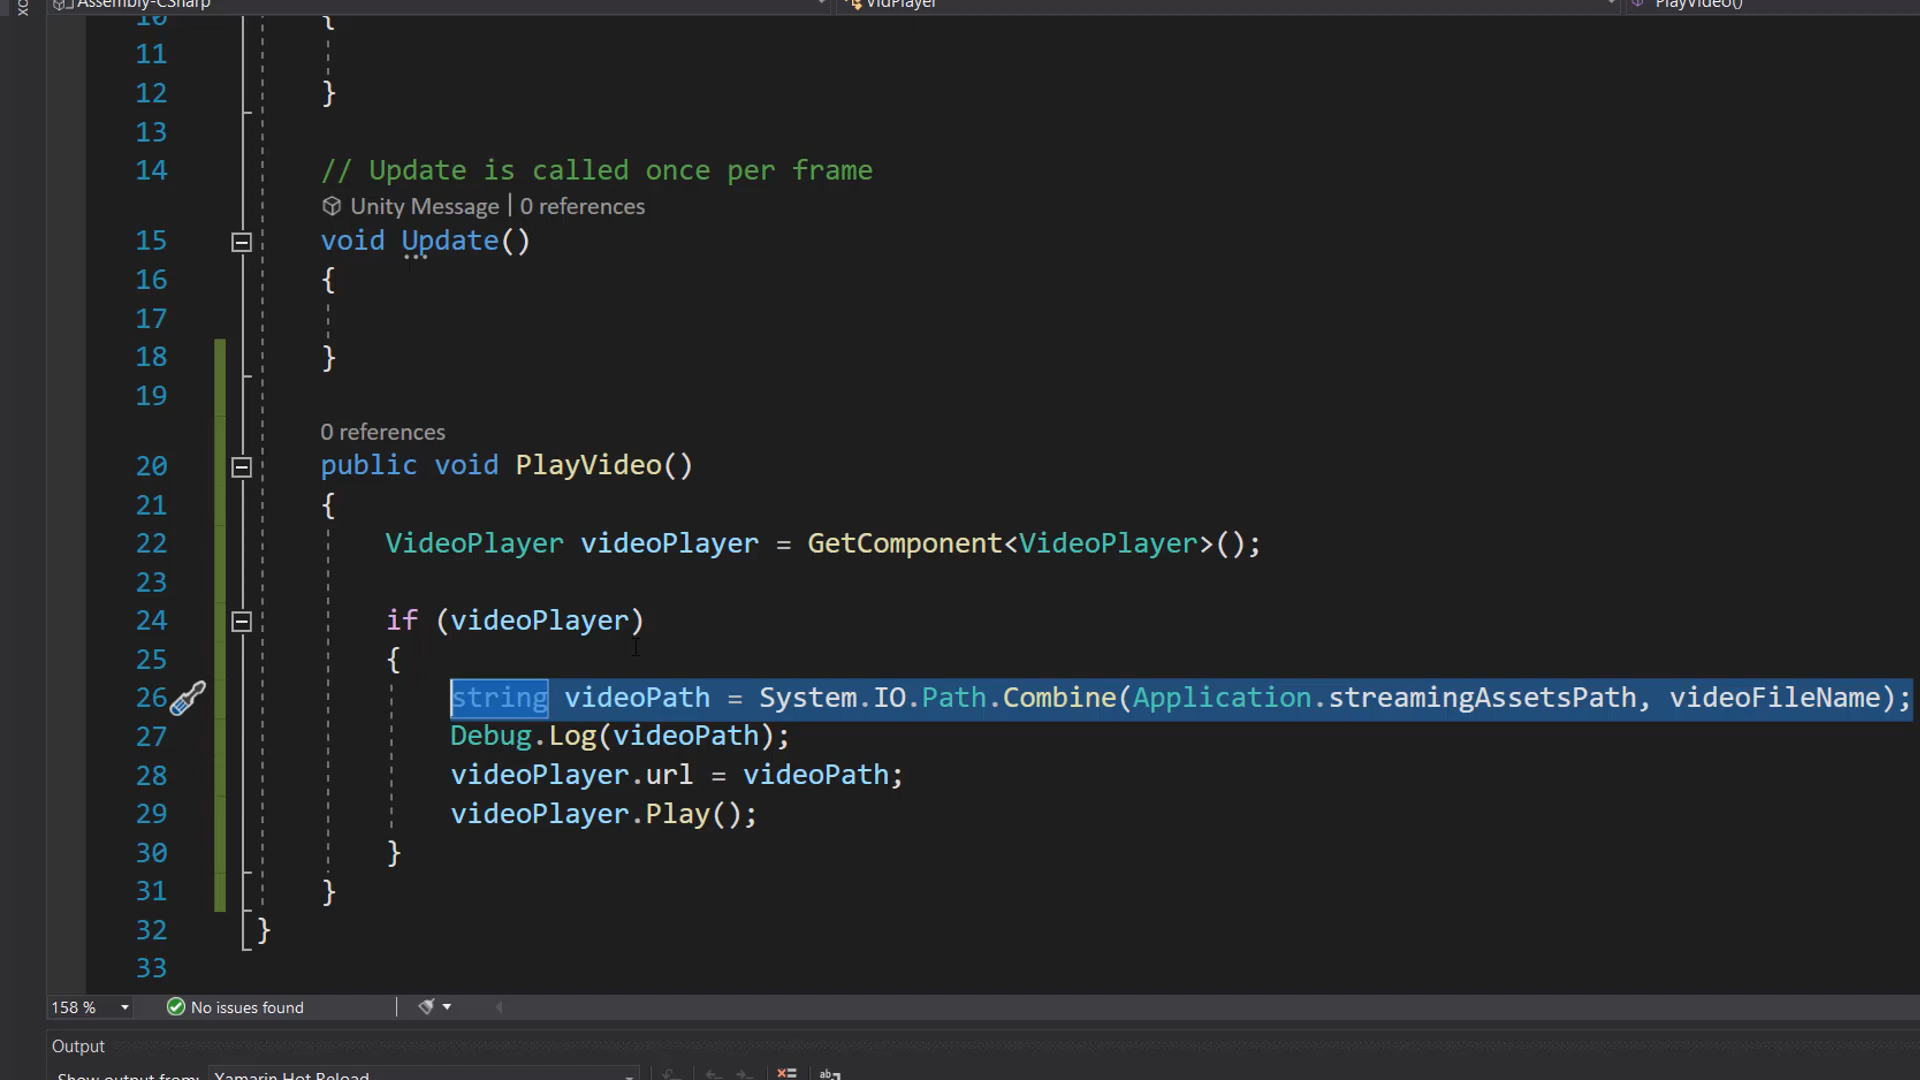 Assembly-CSharp VidPlayer PlayVideo()
10 {
11
12 }
13
14 // Update is called once per frame
Unity Message | 0 references
15 void Update()
16 {
17
18 }
19
0 references
20 public void PlayVideo()
21 {
22 VideoPlayer videoPlayer = GetComponent<VideoPlayer>();
23
24 if (videoPlayer)
25 {
26 string videoPath = System.IO.Path.Combine(Application.streamingAssetsPath, videoFileName);
27 Debug.Log(videoPath);
28 videoPlayer.url = videoPath;
29 videoPlayer.Play();
30 }
31 }
32 }
33
158 % No issues found
Output
Show output from: Xamarin Hot Reload